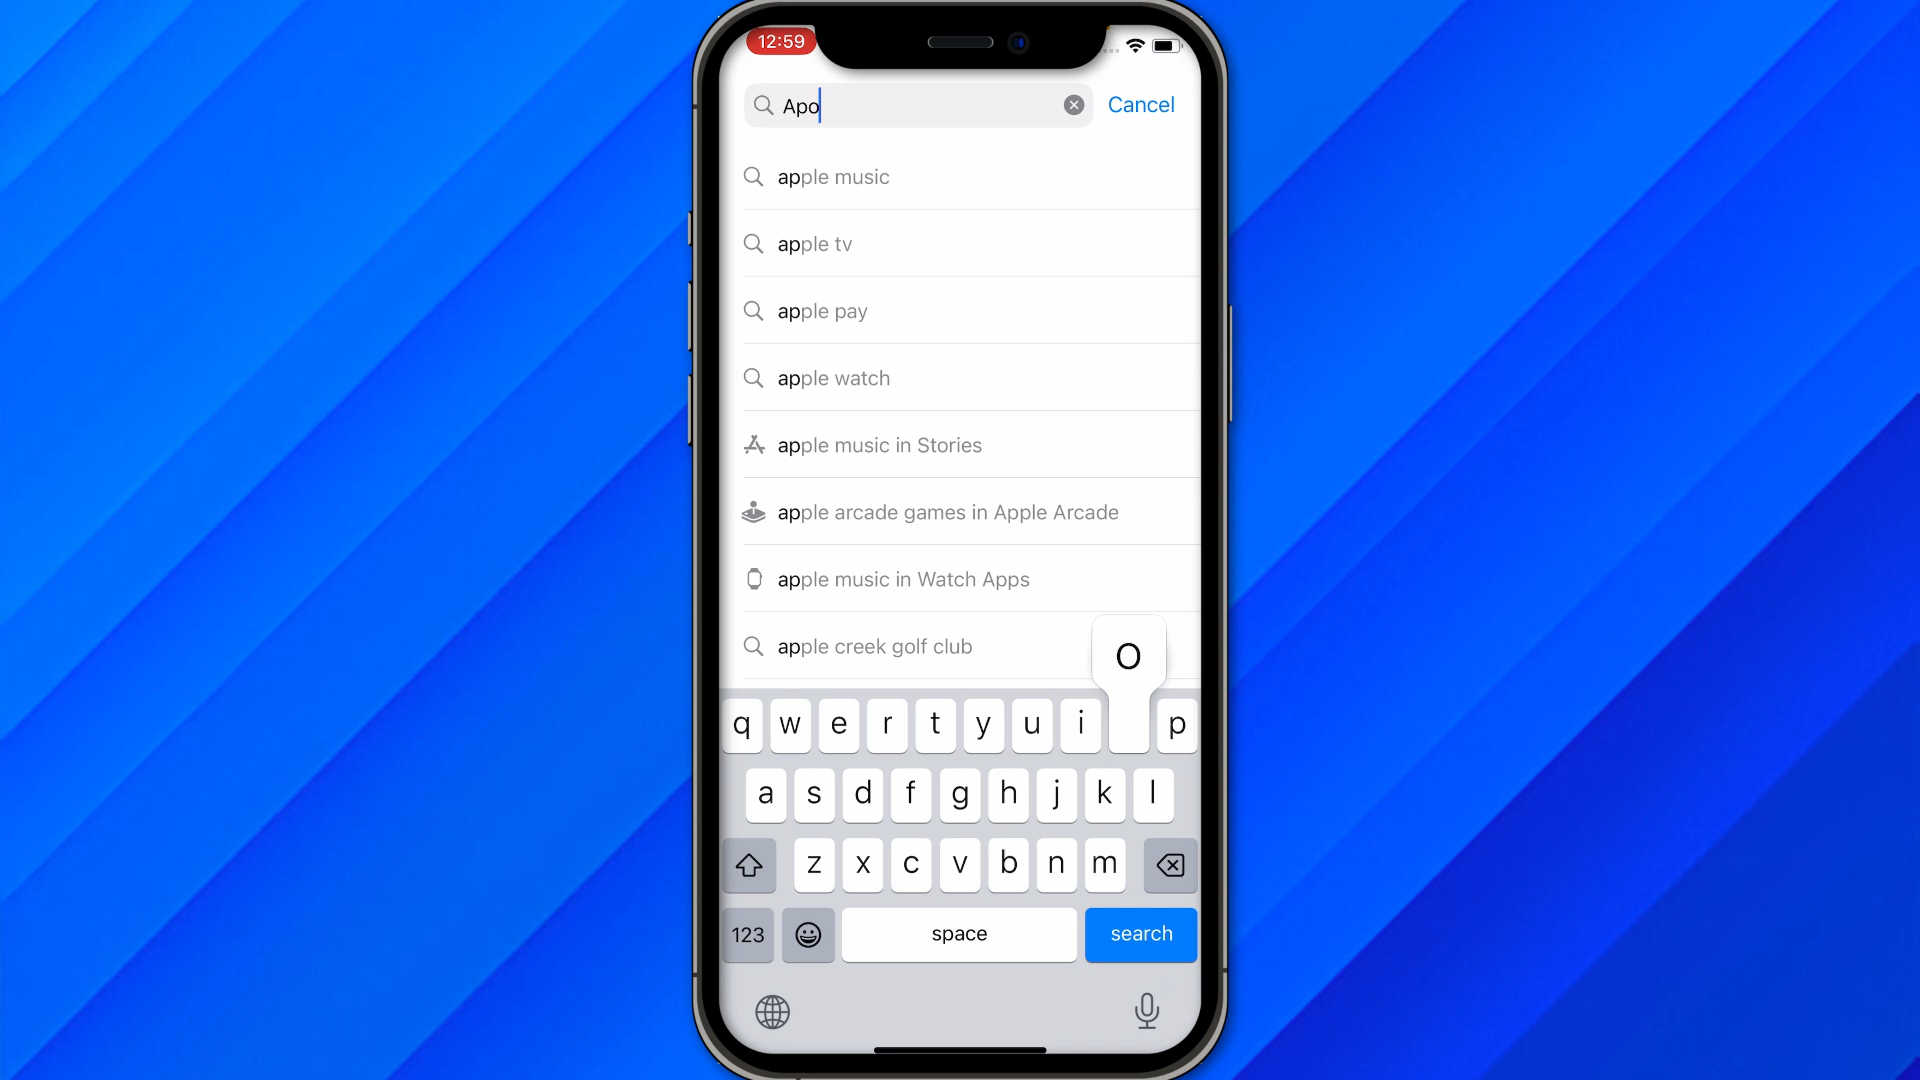 12:59
Apo
Cancel
apple music
apple tv
apple pay
apple watch
apple music in Stories
apple arcade games in Apple Arcade
apple music in Watch Apps
apple creek golf club
O
q w e r t y u i p
a s d f g h j k l
z x c v b n m
123 space search